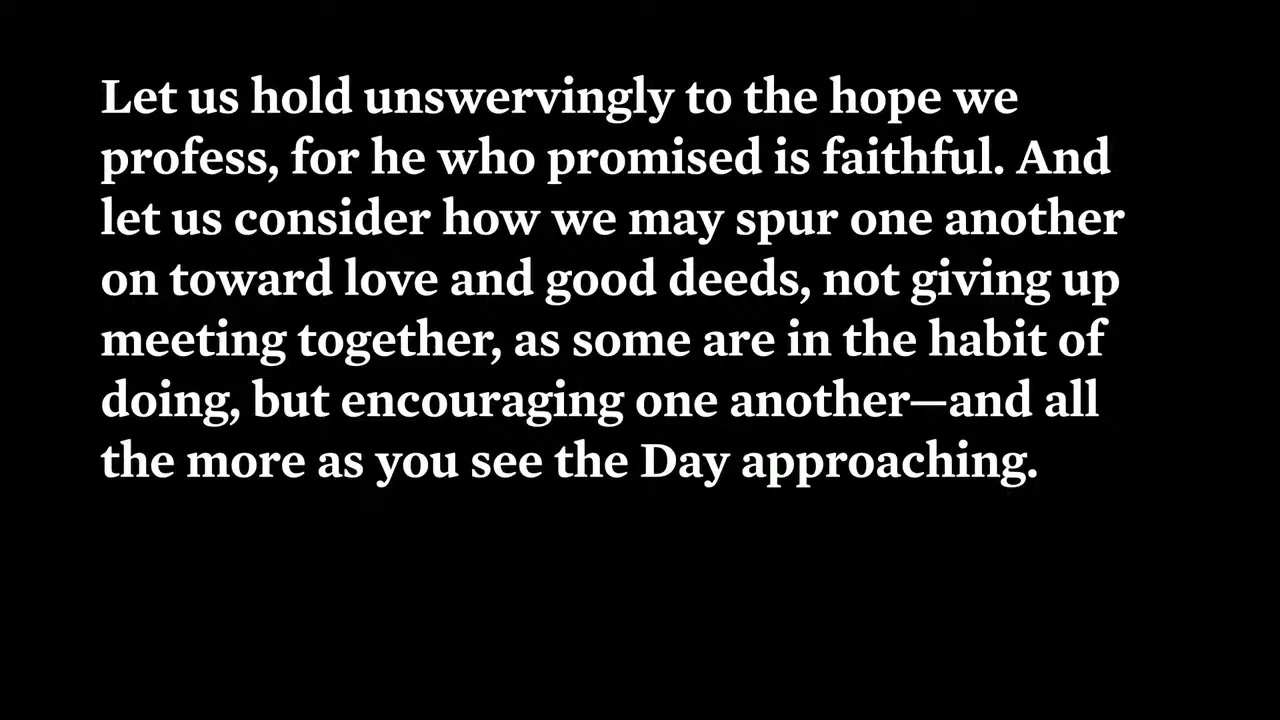 Let us hold unswervingly to the hope we
profess, for he who promised is faithful. And
let us consider how we may spur one another
on toward love and good deeds, not giving up
meeting together, as some are in the habit of
doing, but encouraging one another—and all
the more as you see the Day approaching.